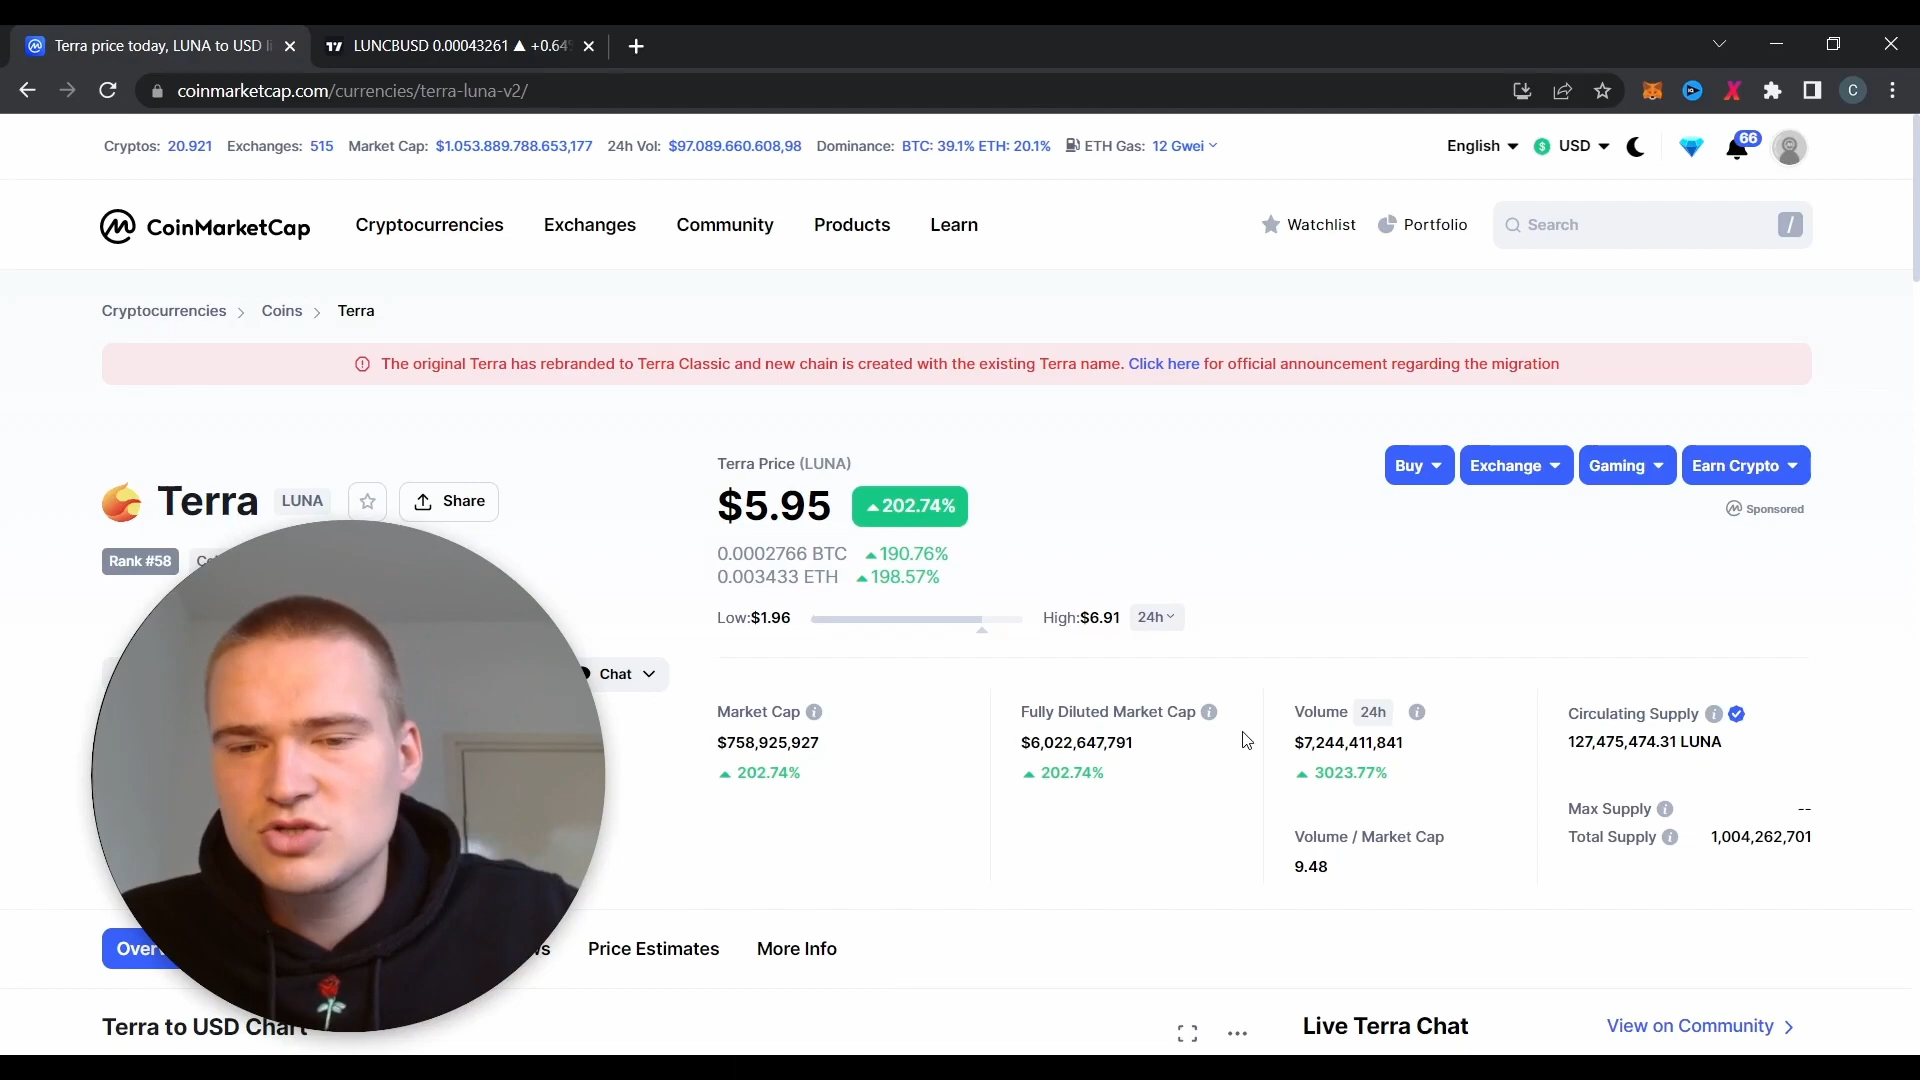 Terra price today, LUNA to USD li
LUNCBUSD 0.00043261 ▲ +0.64%
coinmarketcap.com/currencies/terra-luna-v2/
C
Cryptos: 20.921 Exchanges: 515 Market Cap: $1.053.889.788.653,177 24h Vol: $97.089.660.608,98 Dominance: BTC: 39.1% ETH: 20.1% ETH Gas: 12 Gwei
English USD 66
CoinMarketCap Cryptocurrencies Exchanges Community Products Learn Watchlist Portfolio Search /
Cryptocurrencies > Coins > Terra
The original Terra has rebranded to Terra Classic and new chain is created with the existing Terra name. Click here for official announcement regarding the migration
Terra LUNA Share
Rank #58
Chat
Terra Price (LUNA)
$5.95 ▲202.74%
0.0002766 BTC ▲190.76%
0.003433 ETH ▲198.57%
Low:$1.96 High:$6.91 24h
Buy Exchange Gaming Earn Crypto
Sponsored
Market Cap
$758,925,927
▲ 202.74%
Fully Diluted Market Cap
$6,022,647,791
▲ 202.74%
Volume 24h
$7,244,411,841
▲ 3023.77%
Volume / Market Cap
9.48
Circulating Supply
127,475,474.31 LUNA
Max Supply --
Total Supply 1,004,262,701
Price Estimates More Info
Terra to USD Chart
Live Terra Chat View on Community >